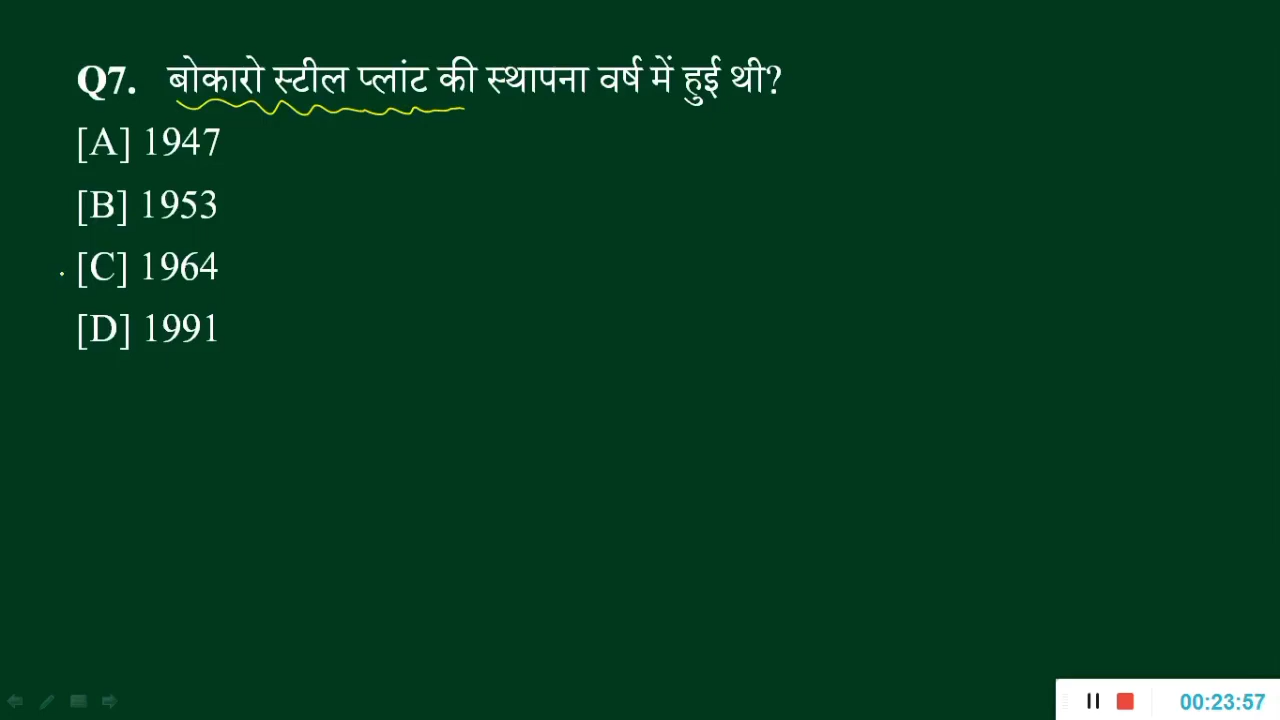 Q7. बोकारो स्टील प्लांट की स्थापना वर्ष में हुई थी?
[A] 1947
[B] 1953
[C] 1964
[D] 1991
00:23:57